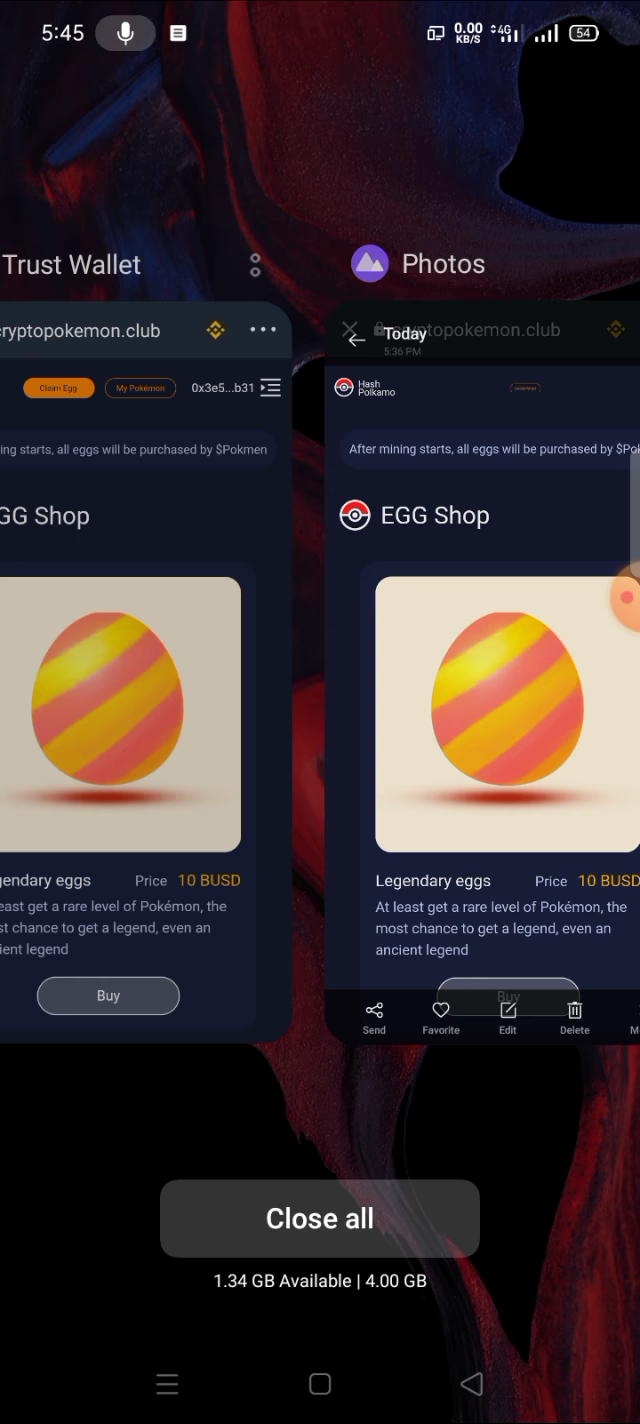 5:45
0.00 KB/S
4G
54
Trust Wallet
Photos
cryptopokemon.club
cryptopokemon.club
Today
5:36 PM
Claim Egg
My Pokémon
0x3e5...b31
Hash
Polkamo
ing starts, all eggs will be purchased by $Pokmen
After mining starts, all eggs will be purchased by $Pok
GG Shop
EGG Shop
gendary eggs
Price 10 BUSD
east get a rare level of Pokémon, the
st chance to get a legend, even an
ient legend
Buy
Legendary eggs
Price 10 BUSD
At least get a rare level of Pokémon, the
most chance to get a legend, even an
ancient legend
Buy
Send
Favorite
Edit
Delete
M
Close all
1.34 GB Available | 4.00 GB